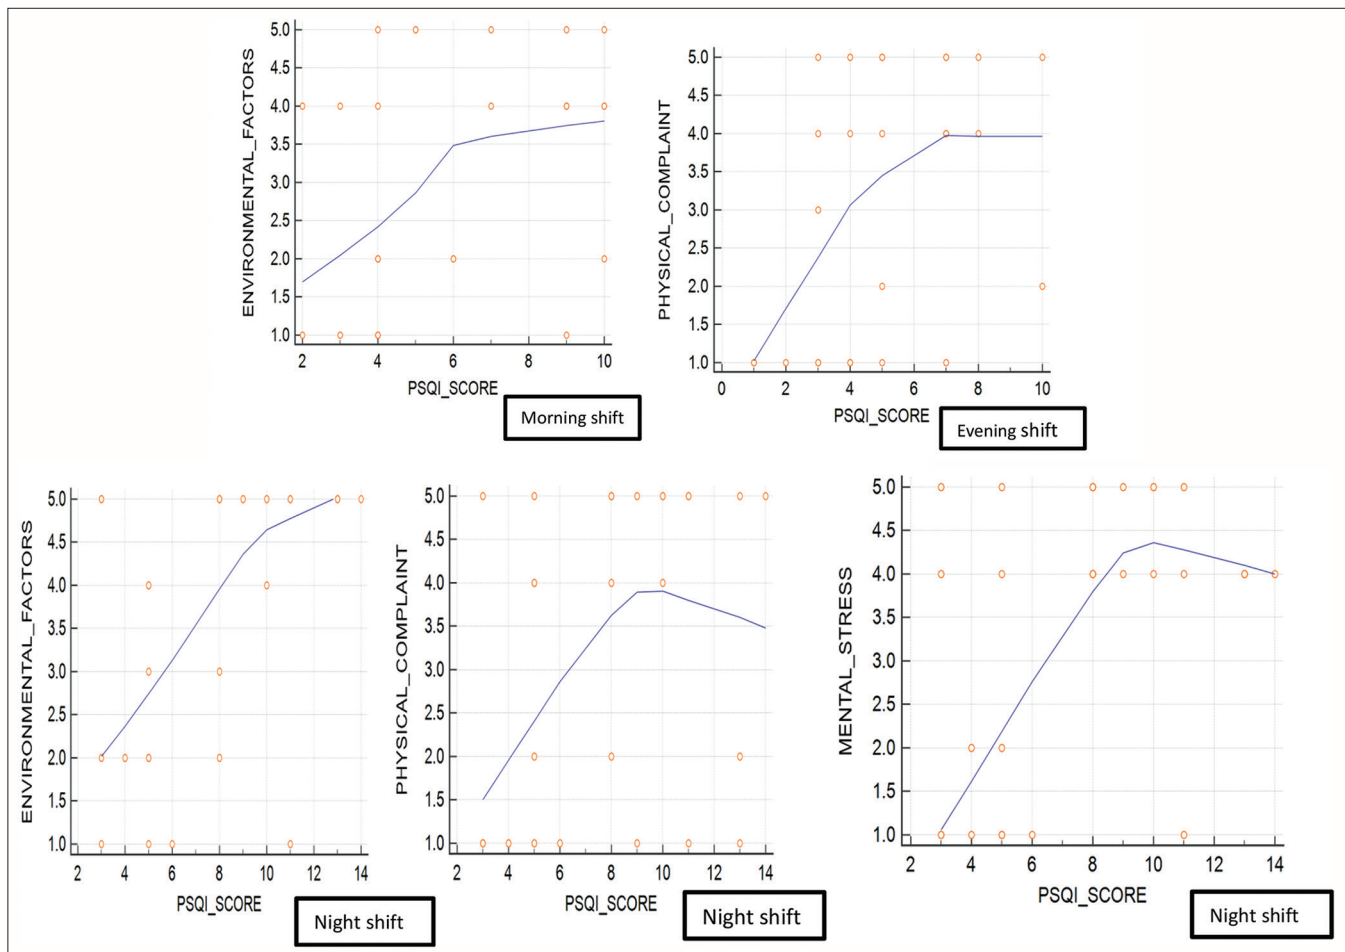 ENVIRONMENTAL_FACTORS
5.0
4.5
4.0
3.5
3.0
2.5
2.0
1.5
1.0
2 4 6 8 10
PSQI_SCORE
Morning shift
PHYSICAL_COMPLAINT
5.0
4.5
4.0
3.5
3.0
2.5
2.0
1.5
1.0
0 2 4 6 8 10
PSQI_SCORE
Evening shift
ENVIRONMENTAL_FACTORS
5.0
4.5
4.0
3.5
3.0
2.5
2.0
1.5
1.0
2 4 6 8 10 12 14
PSQI_SCORE
Night shift
PHYSICAL_COMPLAINT
5.0
4.5
4.0
3.5
3.0
2.5
2.0
1.5
1.0
2 4 6 8 10 12 14
PSQI_SCORE
Night shift
MENTAL_STRESS
5.0
4.5
4.0
3.5
3.0
2.5
2.0
1.5
1.0
2 4 6 8 10 12 14
PSQI_SCORE
Night shift